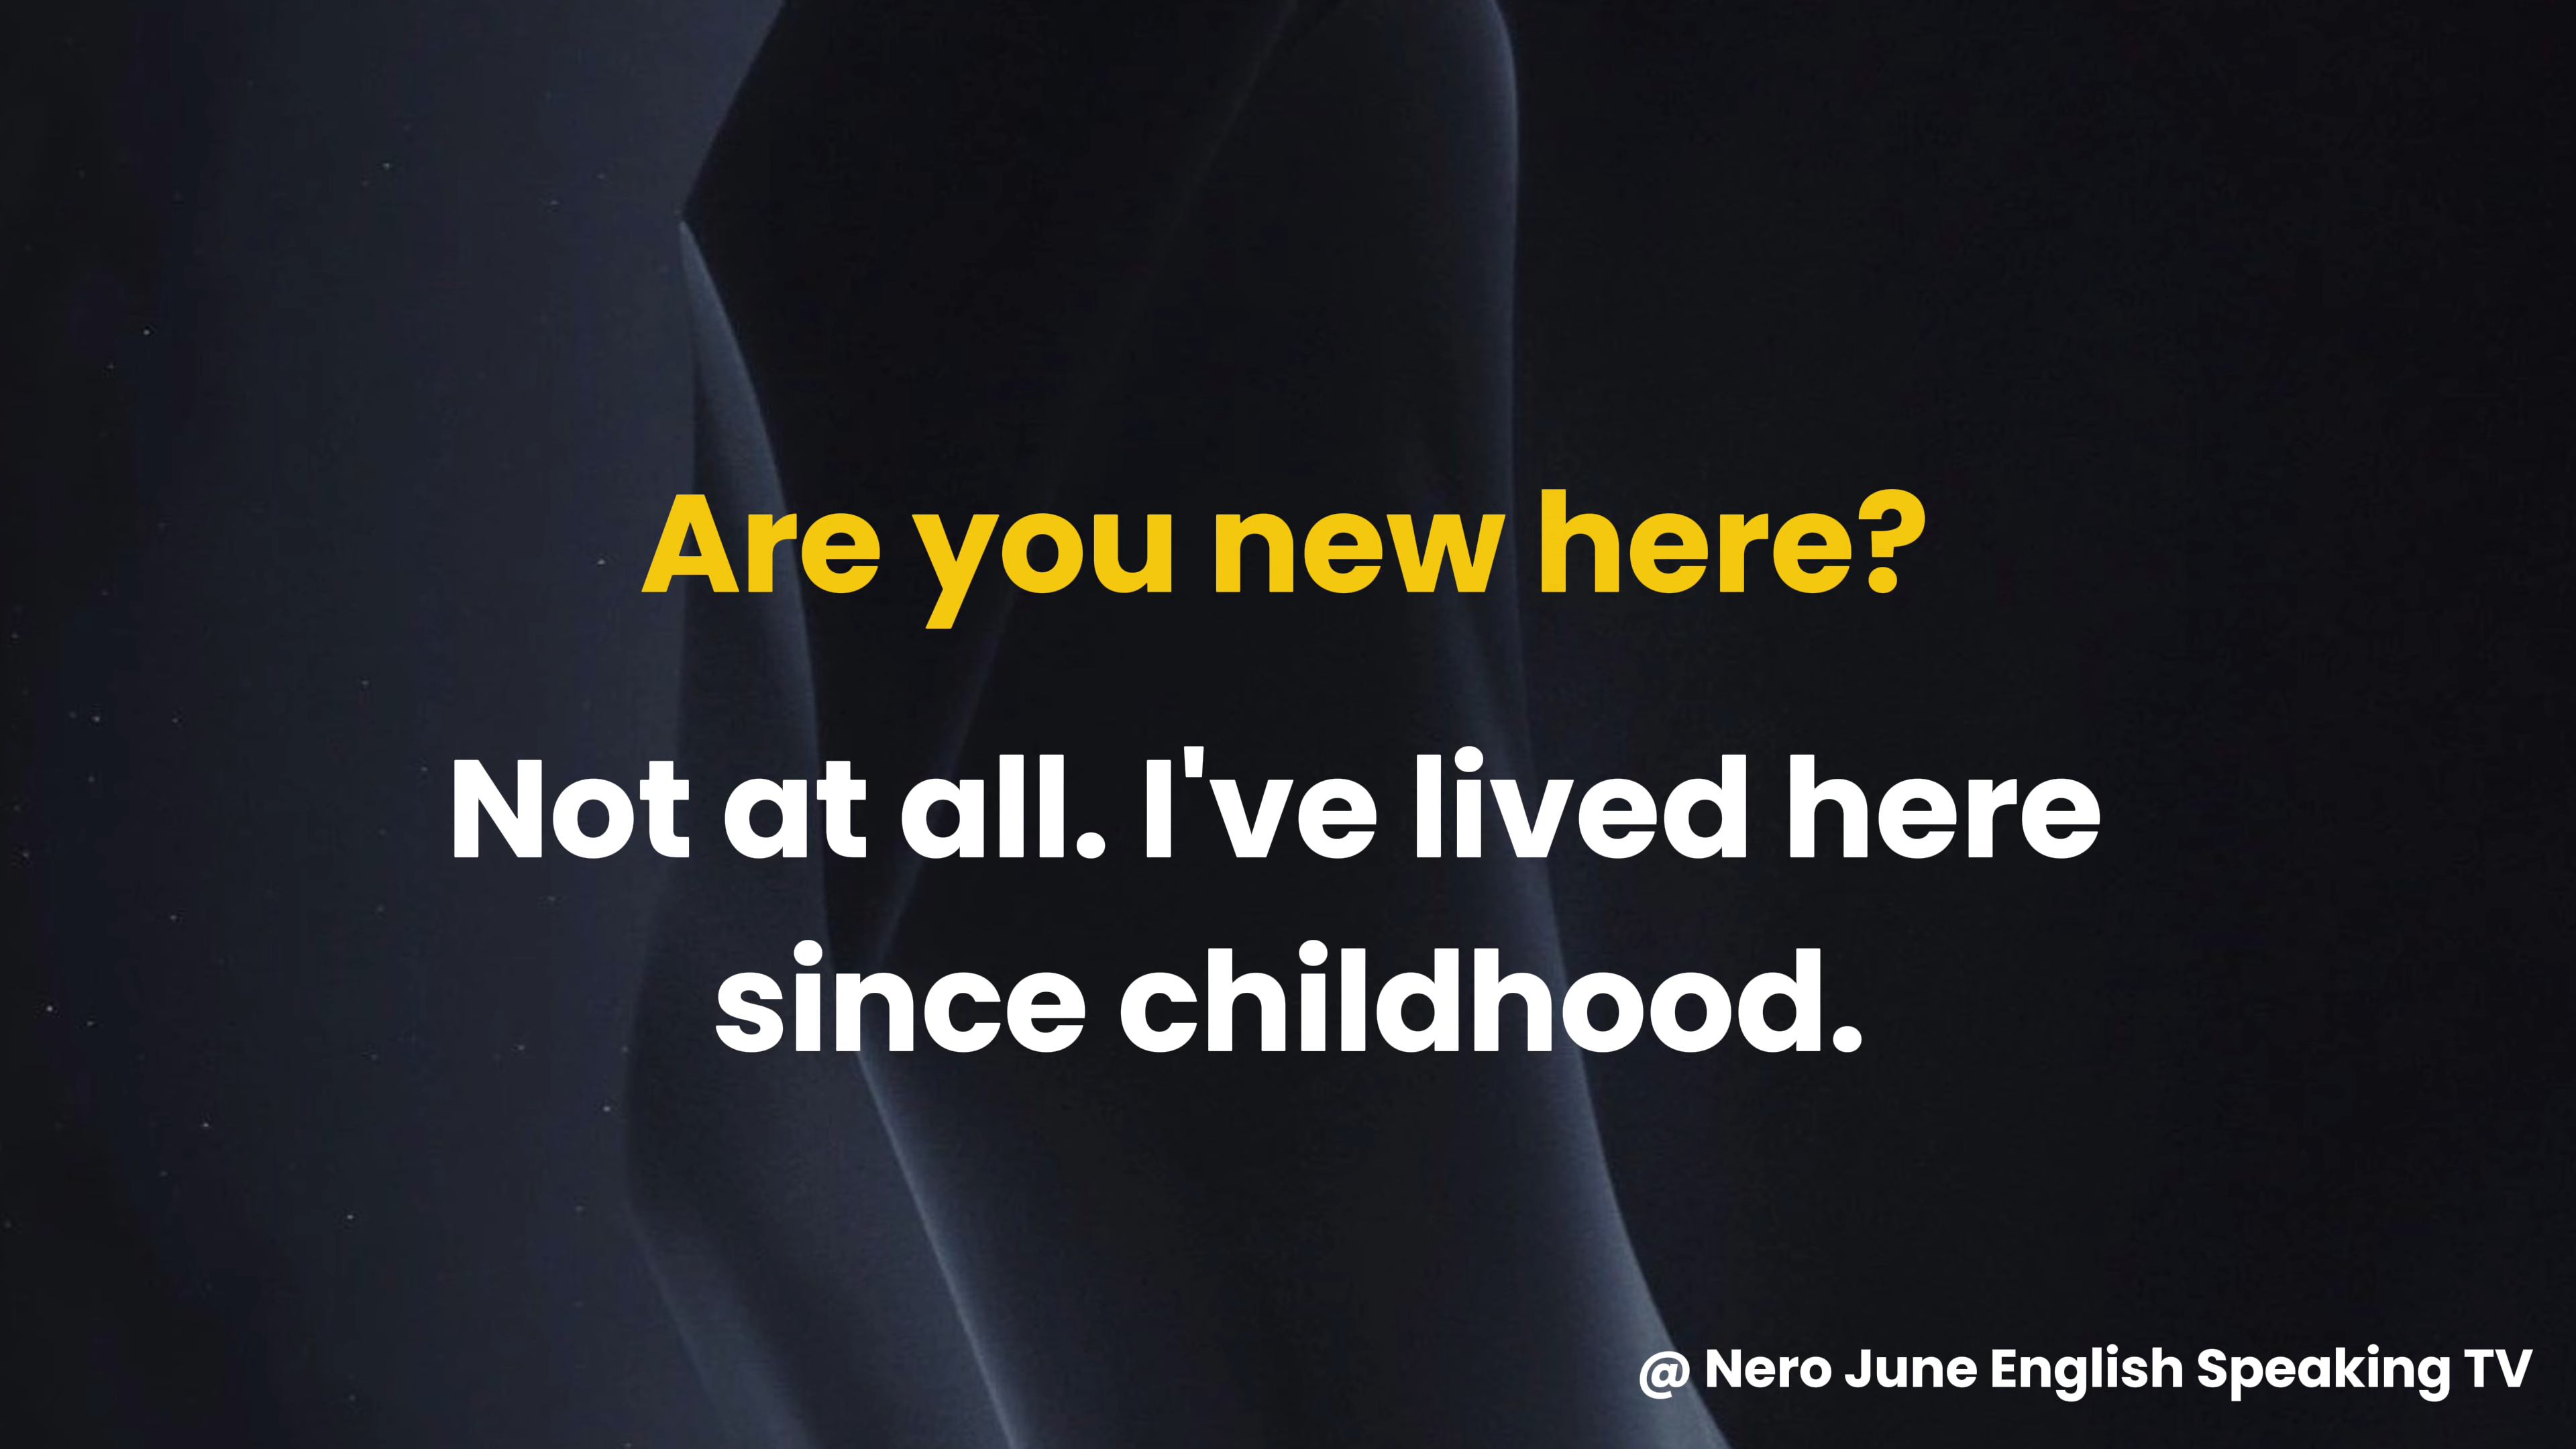 Are you new here?
Not at all. I've lived here
since childhood.
@ Nero June English Speaking TV